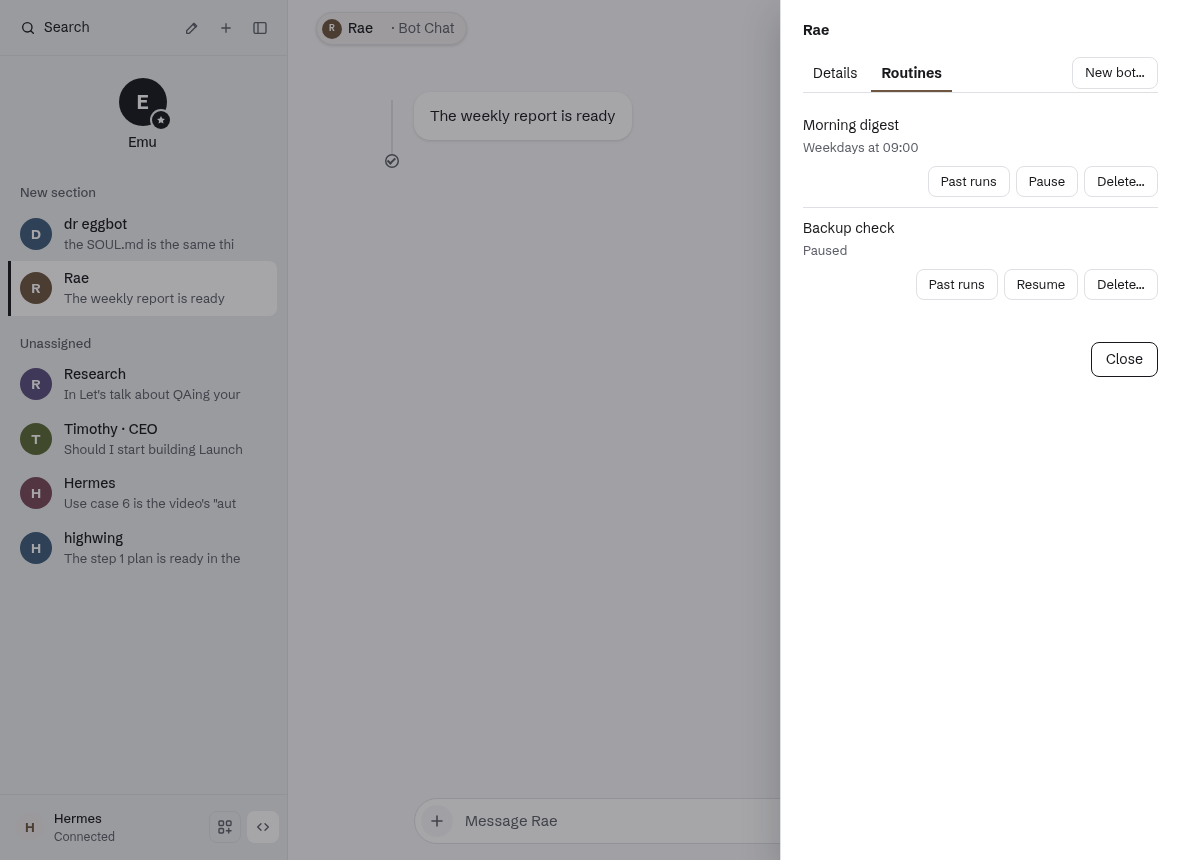 Search
E
Emu
New section
D
dr eggbot
the SOUL.md is the same thi
R
Rae
The weekly report is ready
Unassigned
R
Research
In Let's talk about QAing your
T
Timothy · CEO
Should I start building Launch
H
Hermes
Use case 6 is the video's "aut
H
highwing
The step 1 plan is ready in the
H
Hermes
Connected
R
Rae · Bot Chat
The weekly report is ready
Message Rae
Rae
Details
Routines
New bot...
Morning digest
Weekdays at 09:00
Past runs
Pause
Delete...
Backup check
Paused
Past runs
Resume
Delete...
Close